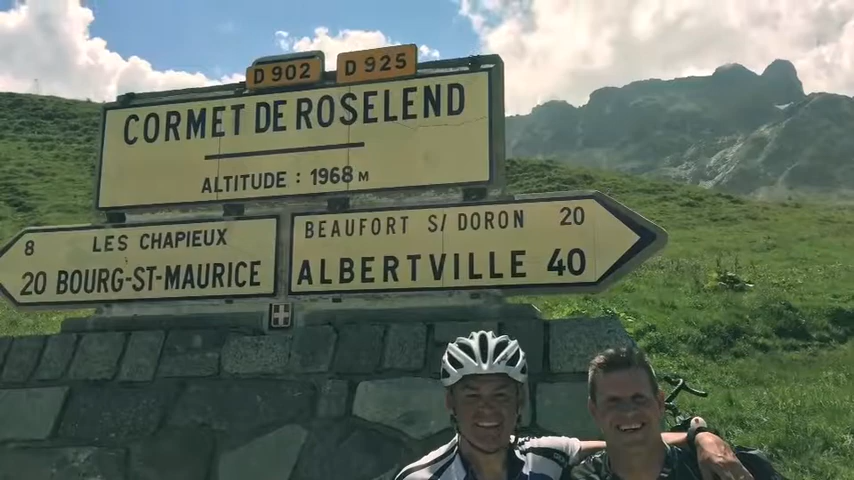 D 902 D 925
CORMET DE ROSELEND
ALTITUDE : 1968 M
8 LES CHAPIEUX
20 BOURG-ST-MAURICE
BEAUFORT S/ DORON 20
ALBERTVILLE 40